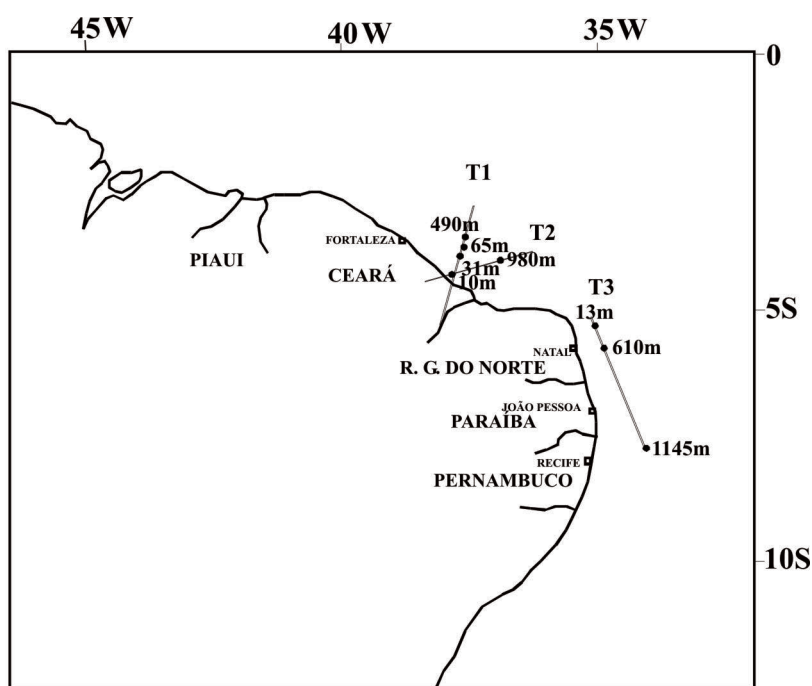 45W 40W 35W
0
T1
490m
T2
FORTALEZA
65m
PIAUI
980m
CEARÁ
31m
10m
T3
13m
5S
NATAL
610m
R. G. DO NORTE
JOÃO PESSOA
PARAÍBA
1145m
RECIFE
PERNAMBUCO
10S